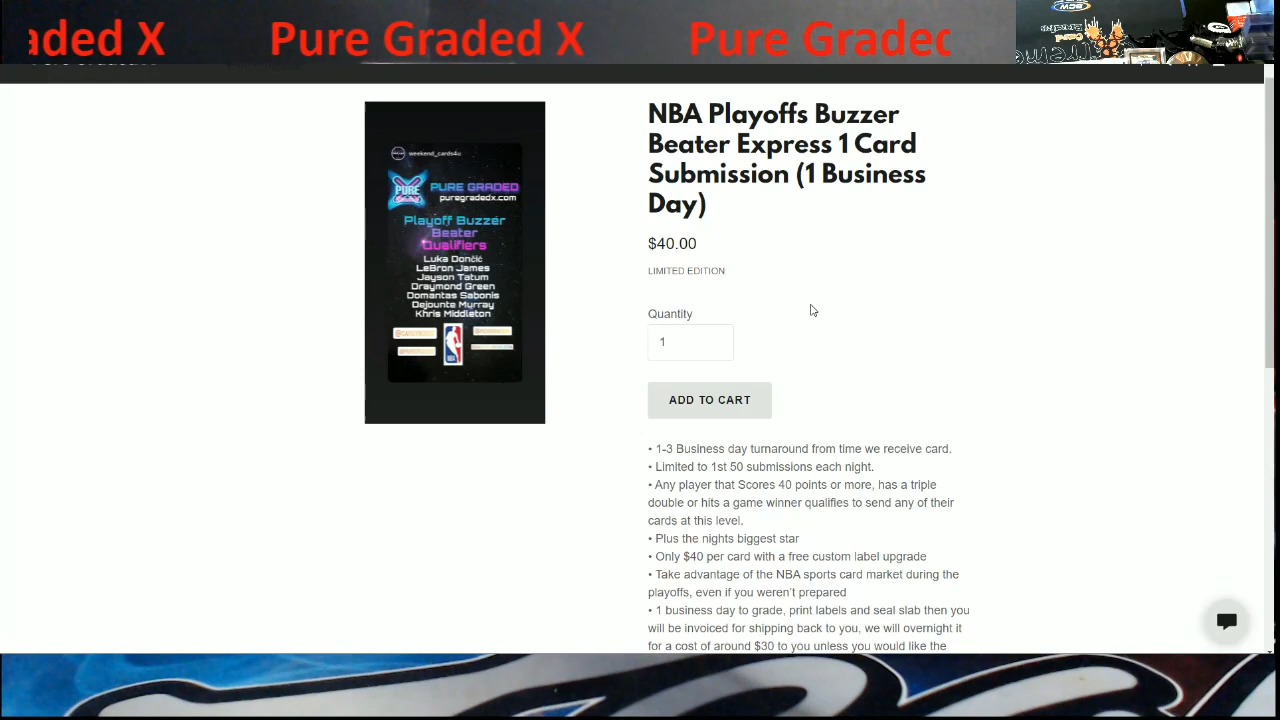 aded X Pure Graded X Pure Gradec
NBA Playoffs Buzzer
Beater Express 1 Card
Submission (1 Business
Day)
$40.00
LIMITED EDITION
Quantity
1
ADD TO CART
• 1-3 Business day turnaround from time we receive card.
• Limited to 1st 50 submissions each night.
• Any player that Scores 40 points or more, has a triple
double or hits a game winner qualifies to send any of their
cards at this level.
• Plus the nights biggest star
• Only $40 per card with a free custom label upgrade
• Take advantage of the NBA sports card market during the
playoffs, even if you weren't prepared
• 1 business day to grade, print labels and seal slab then you
will be invoiced for shipping back to you, we will overnight it
for a cost of around $30 to you unless you would like the
weekend_cards4u
PURE
PURE GRADED
puregradedx.com
Playoff Buzzer
Beater
Qualifiers
Luka Dončić
LeBron James
Jayson Tatum
Draymond Green
Domantas Sabonis
Dejounte Murray
Khris Middleton